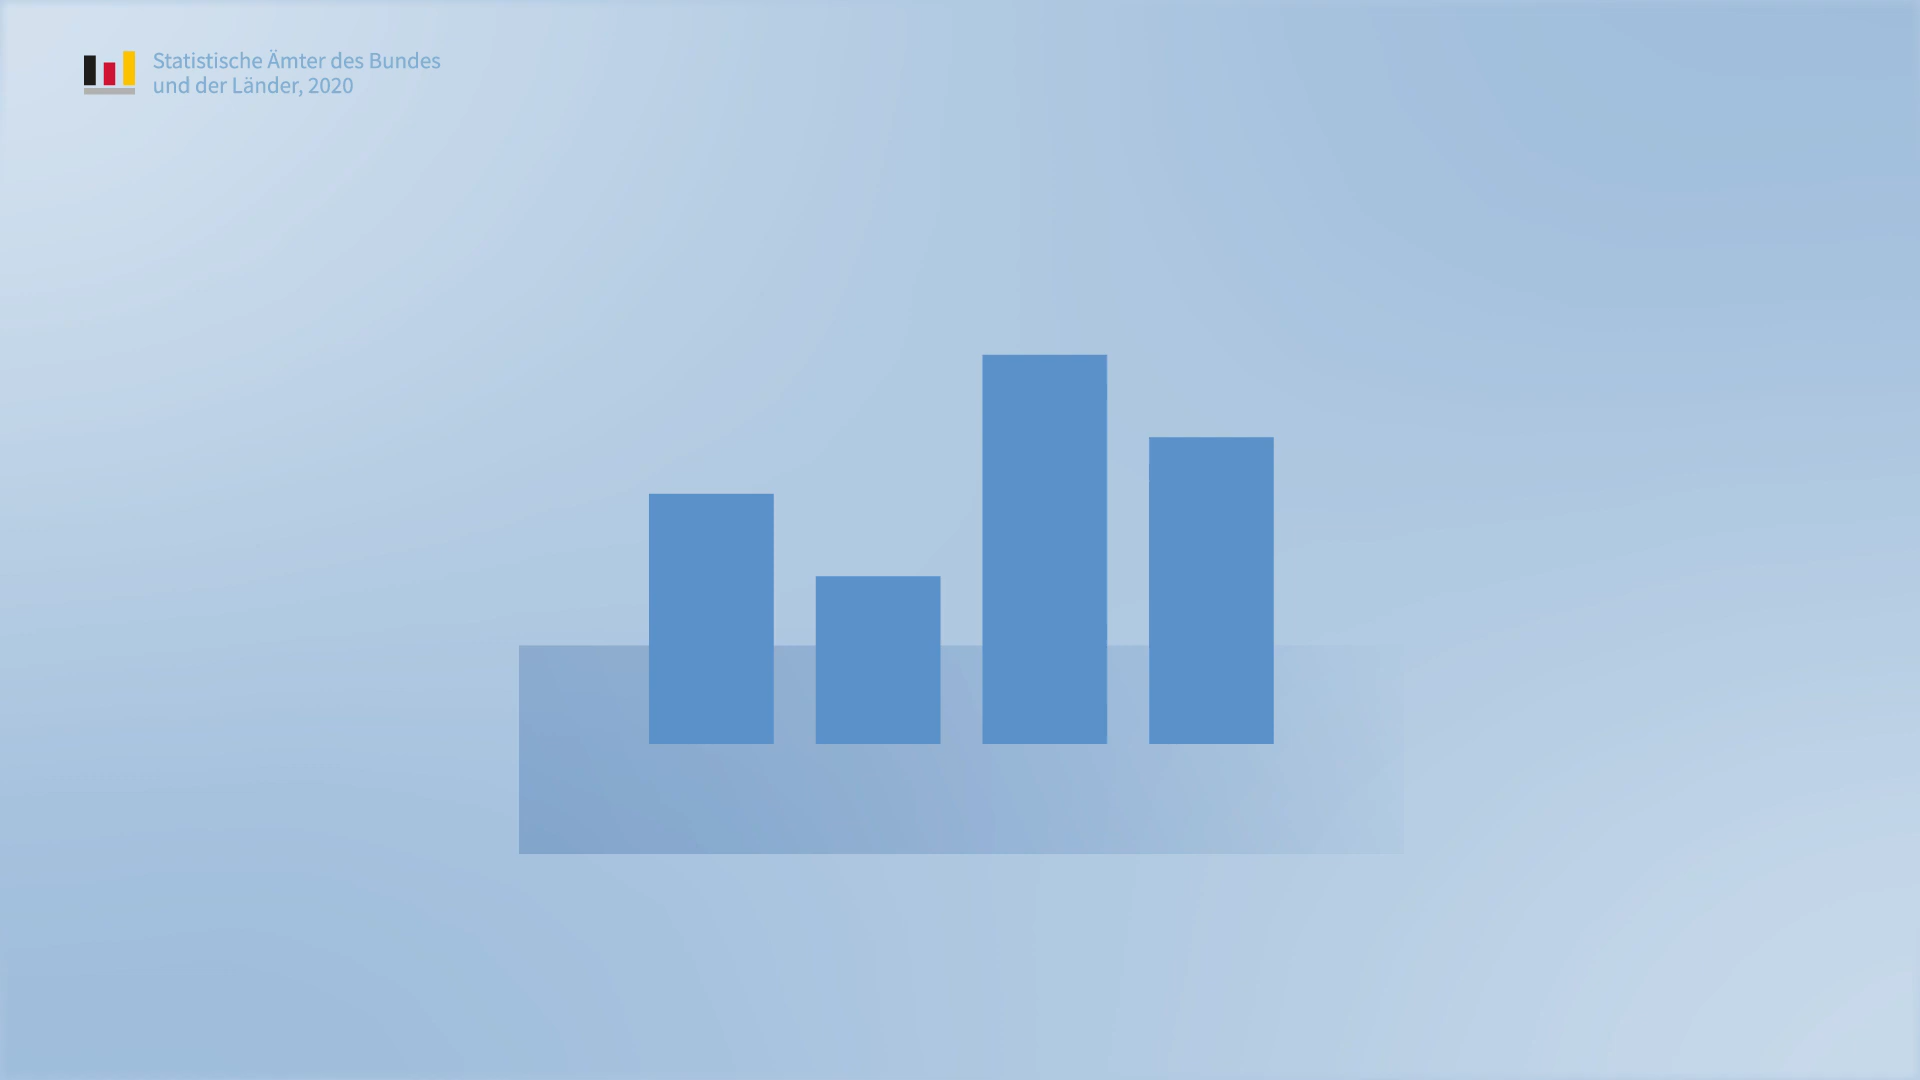 Statistische Ämter des Bundes
und der Länder, 2020